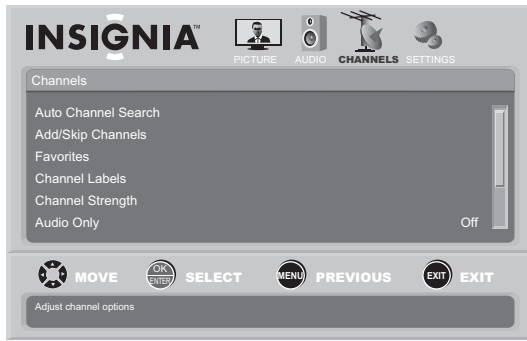 INSIGNIA™
PICTURE AUDIO CHANNELS SETTINGS
Channels
Auto Channel Search
Add/Skip Channels
Favorites
Channel Labels
Channel Strength
Audio Only Off
MOVE OK ENTER SELECT MENU PREVIOUS EXIT EXIT
Adjust channel options